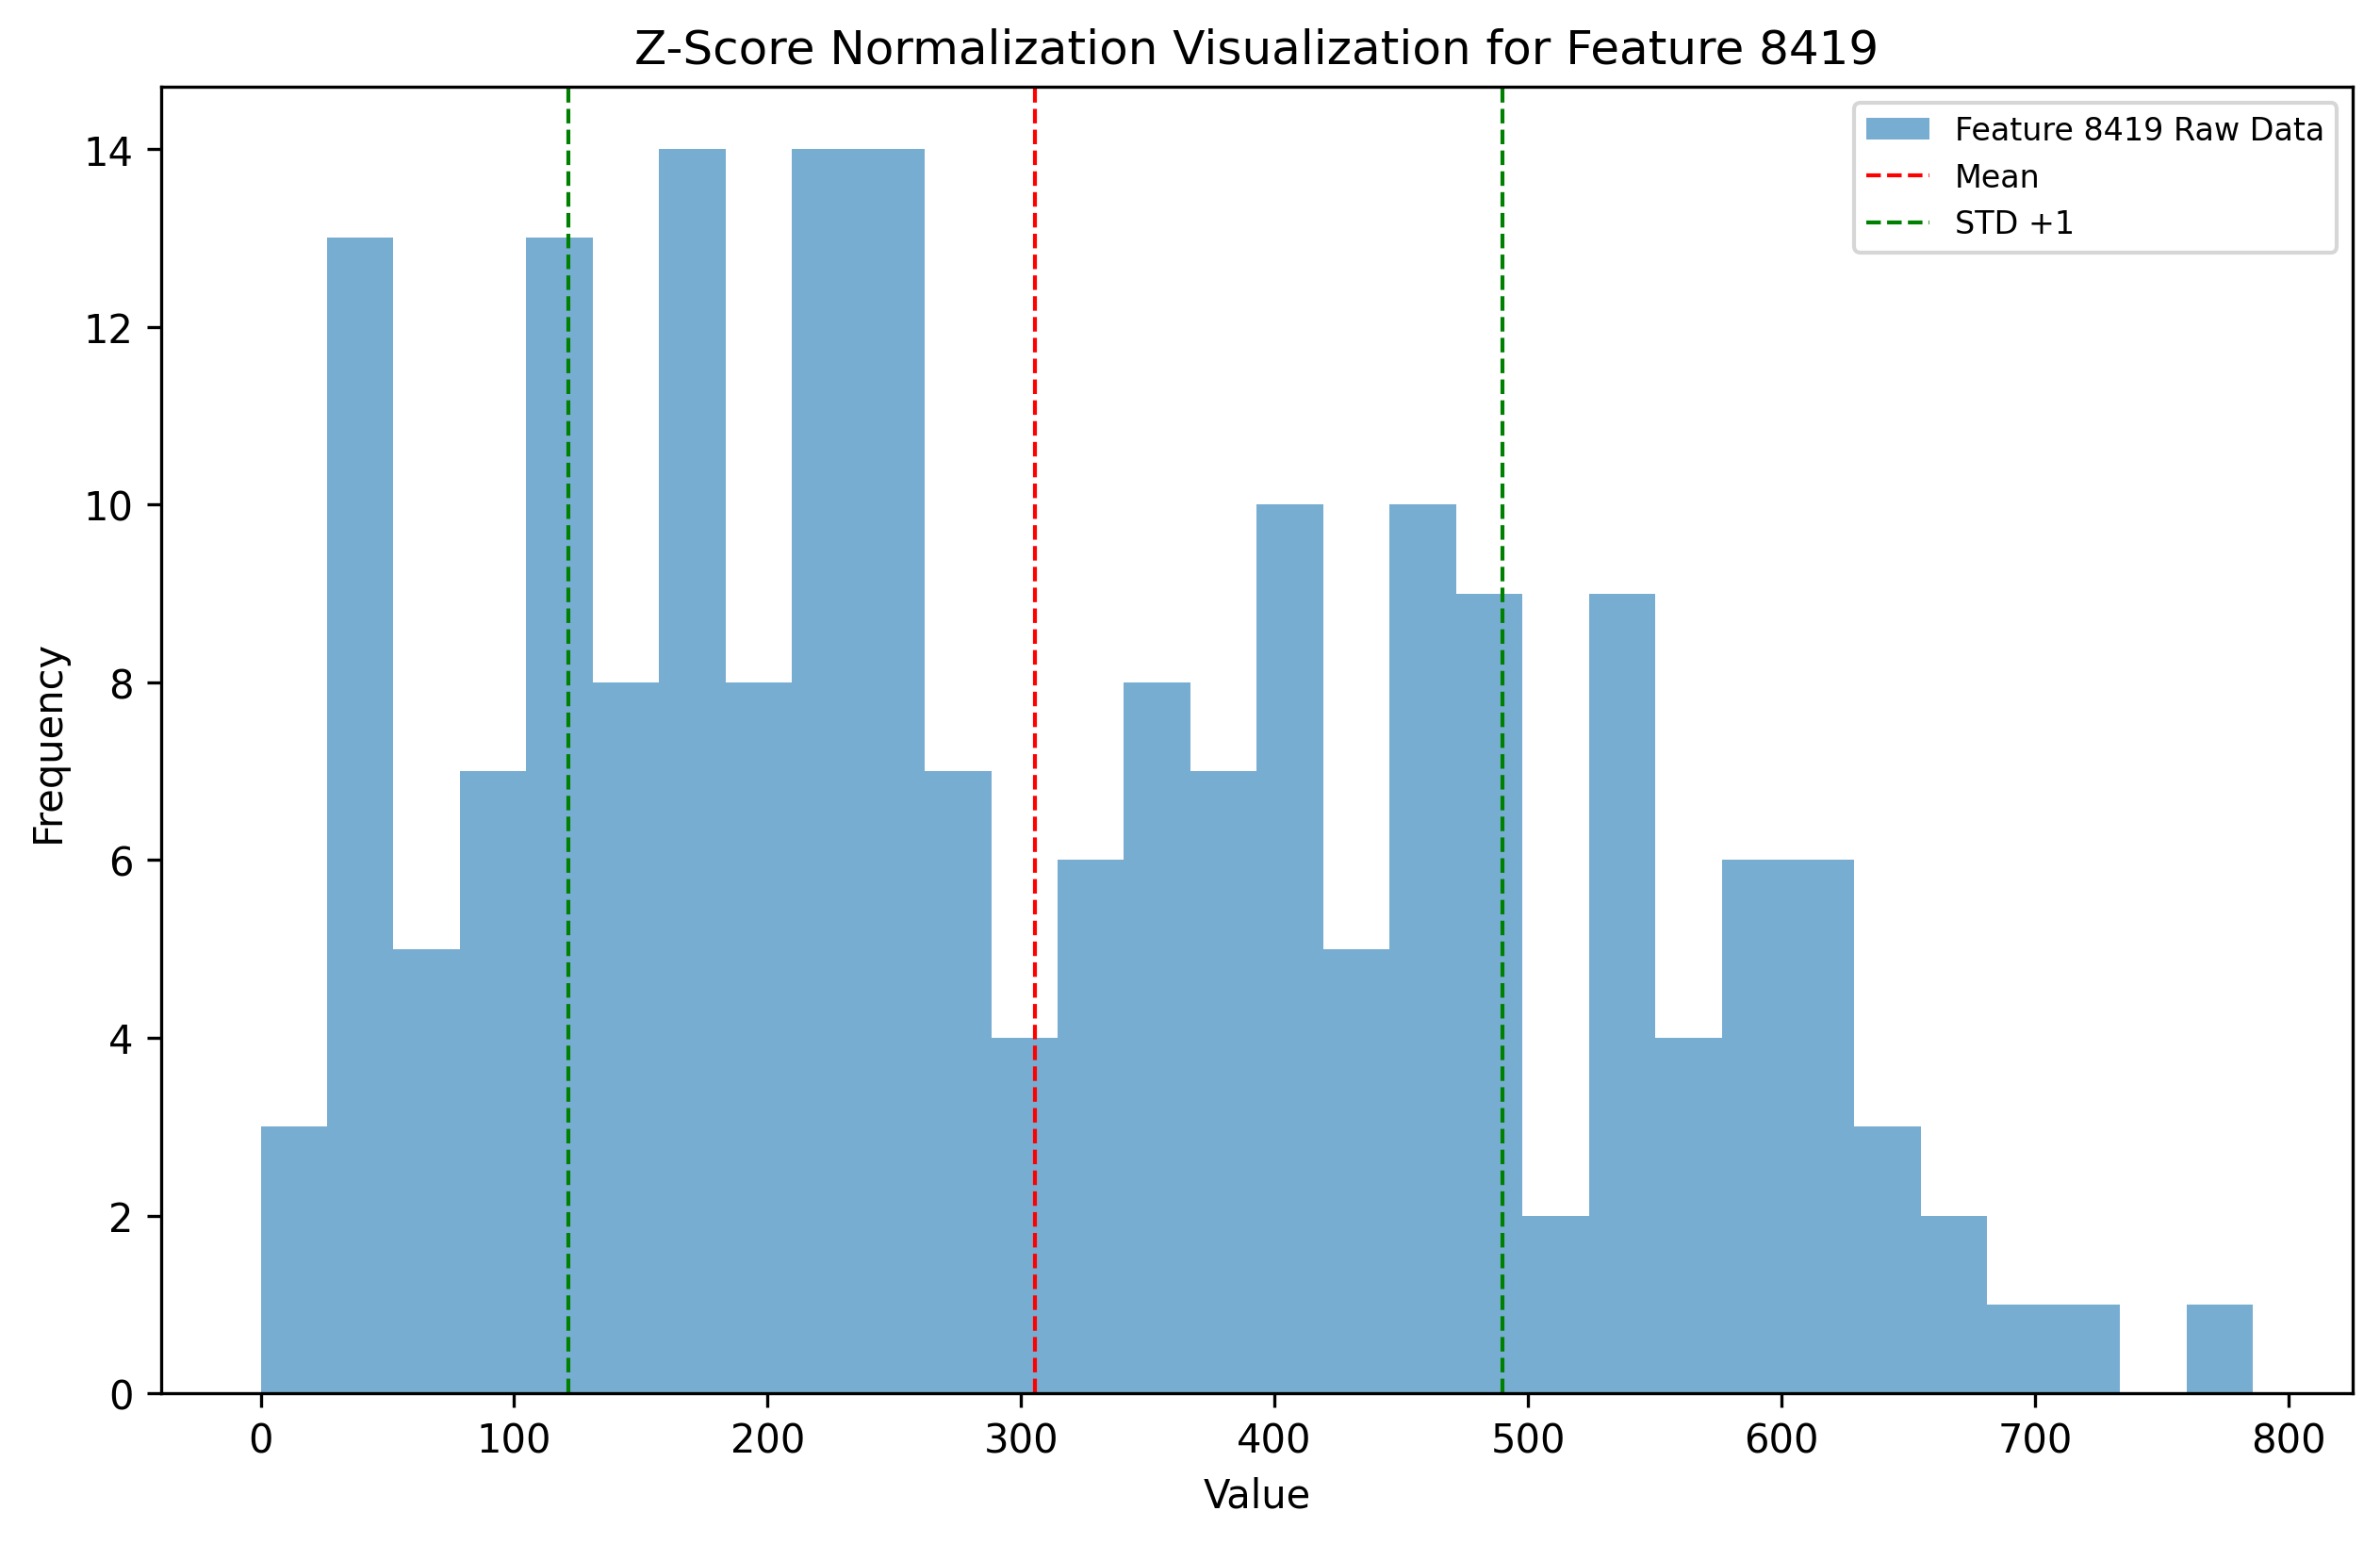 Z-Score Normalization Visualization for Feature 8419
Feature 8419 Raw Data
Mean
STD +1
14
12
10
8
6
4
2
0
Frequency
0 100 200 300 400 500 600 700 800
Value